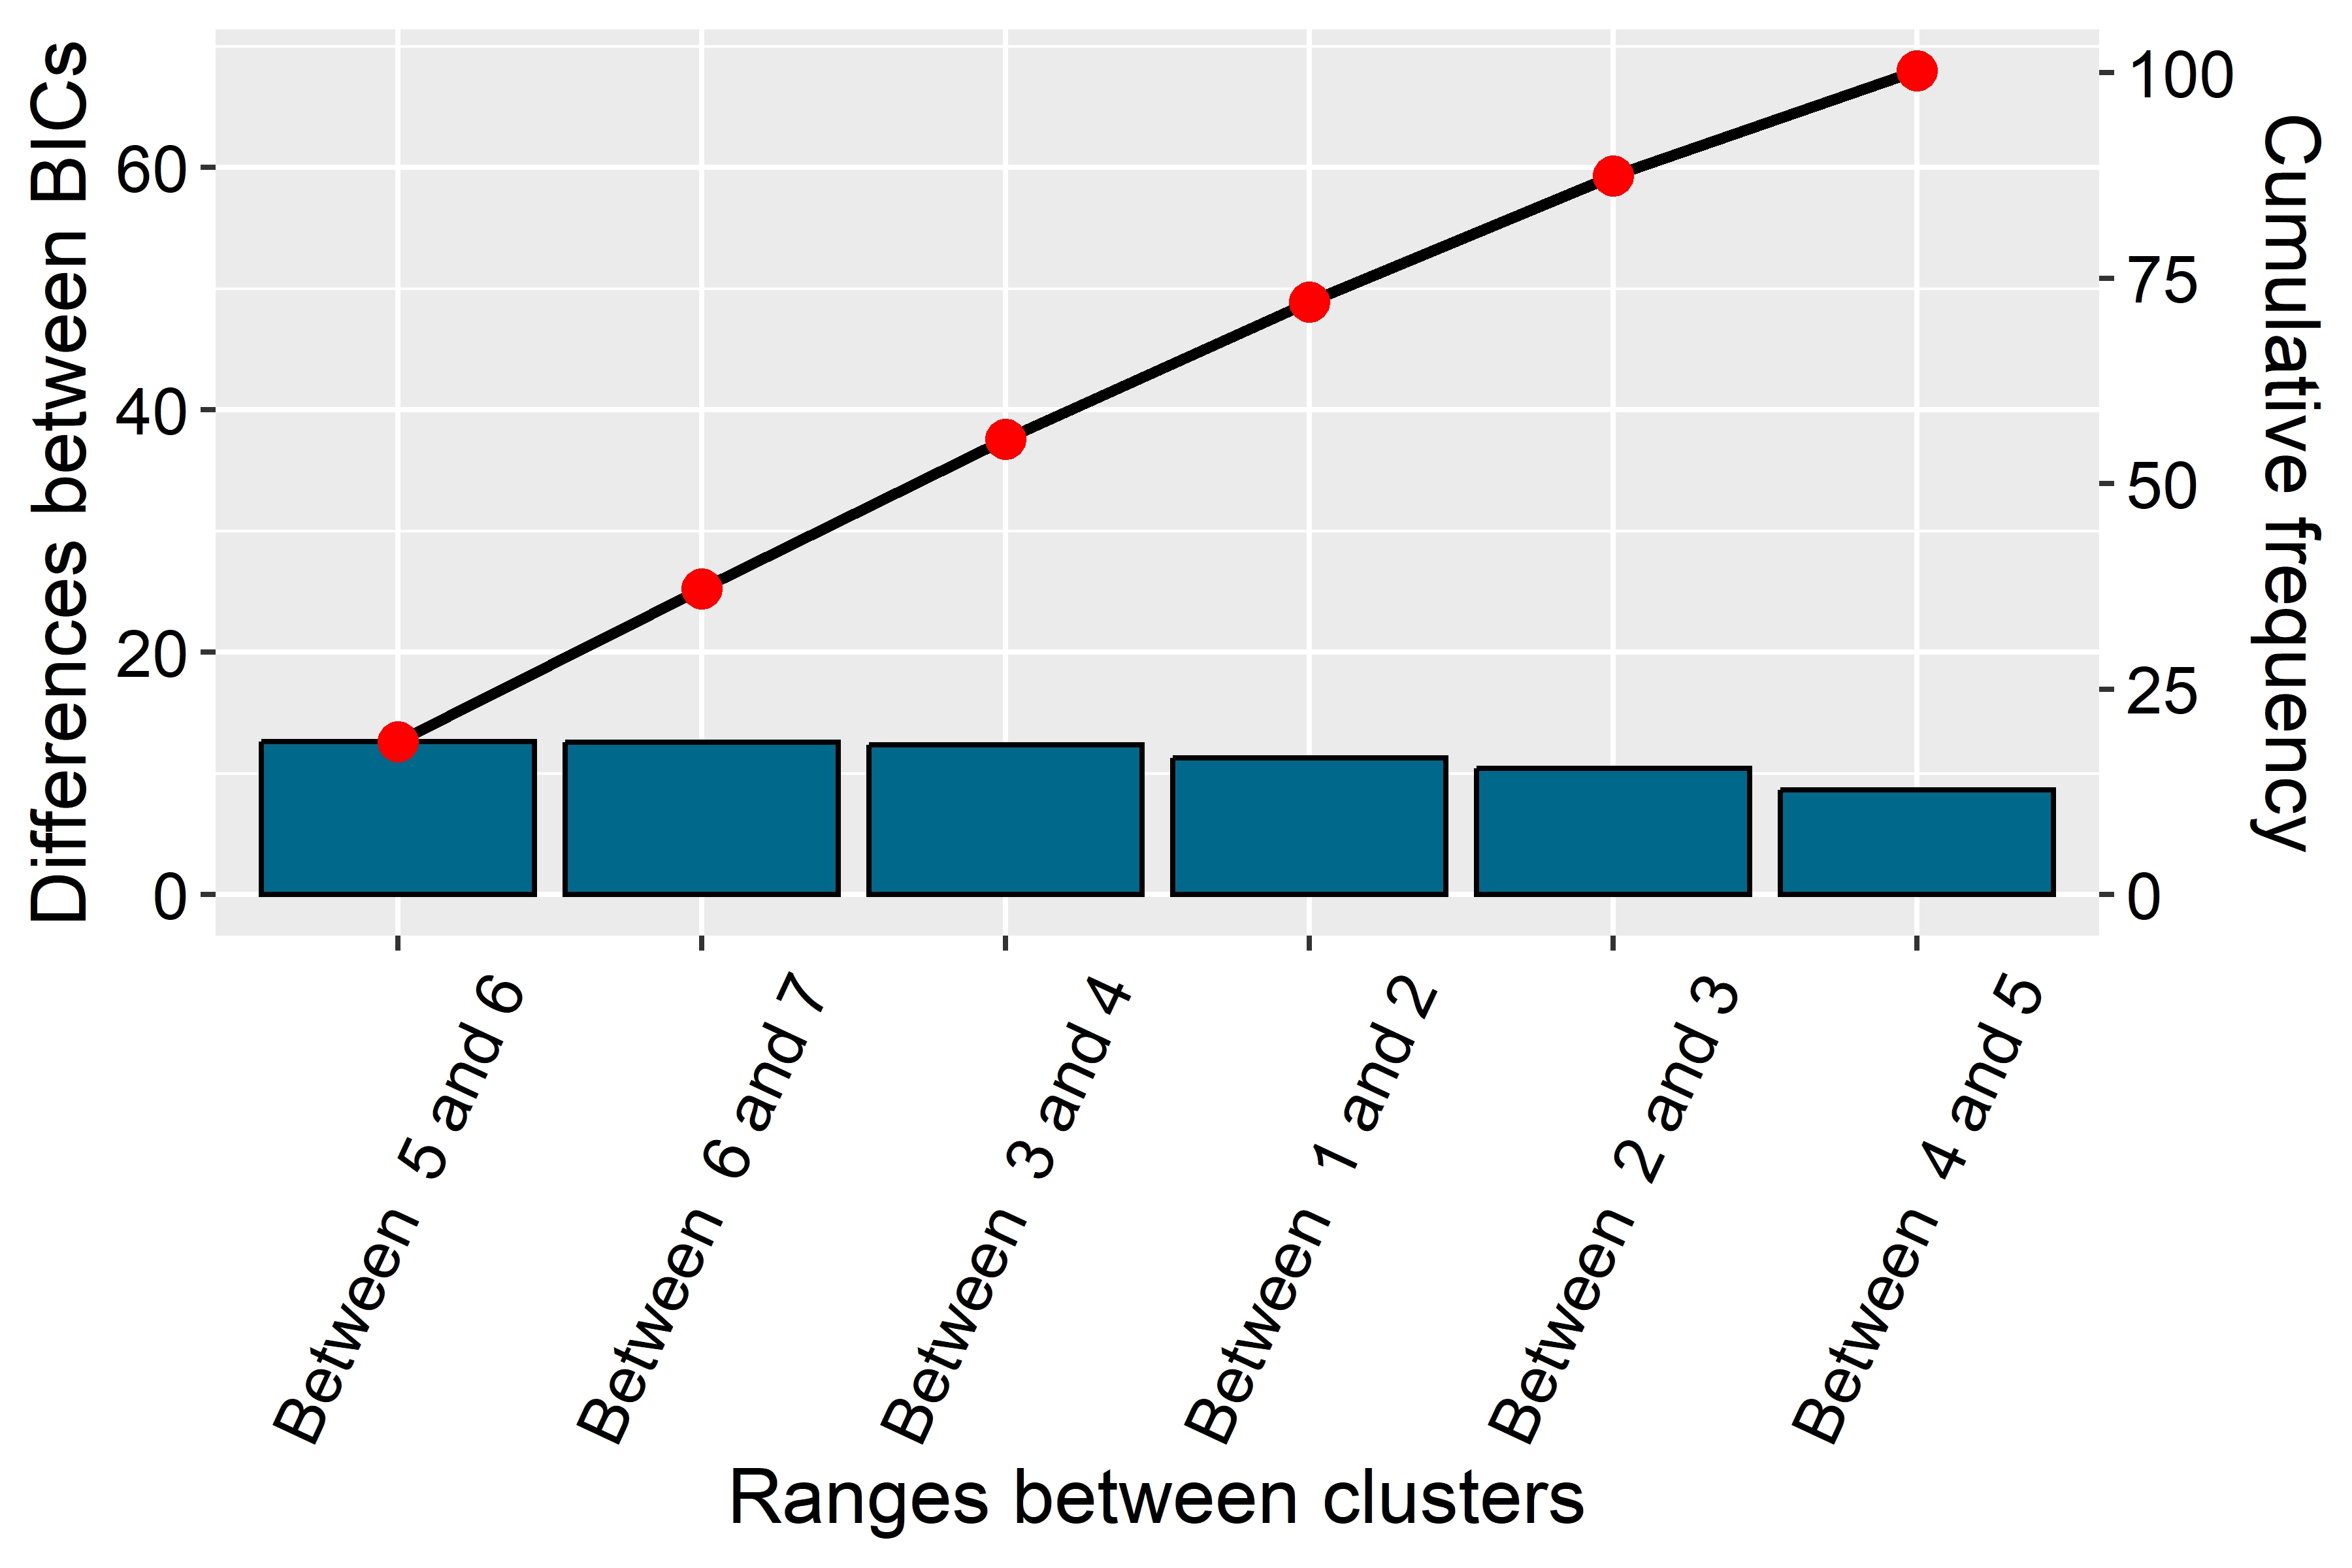 Differences between BICs
60
40
20
0
100
75
50
25
0
Cumulative frequency
Between  5 and 6
Between  6 and 7
Between  3 and 4
Between  1 and 2
Between  2 and 3
Between  4 and 5
Ranges between clusters